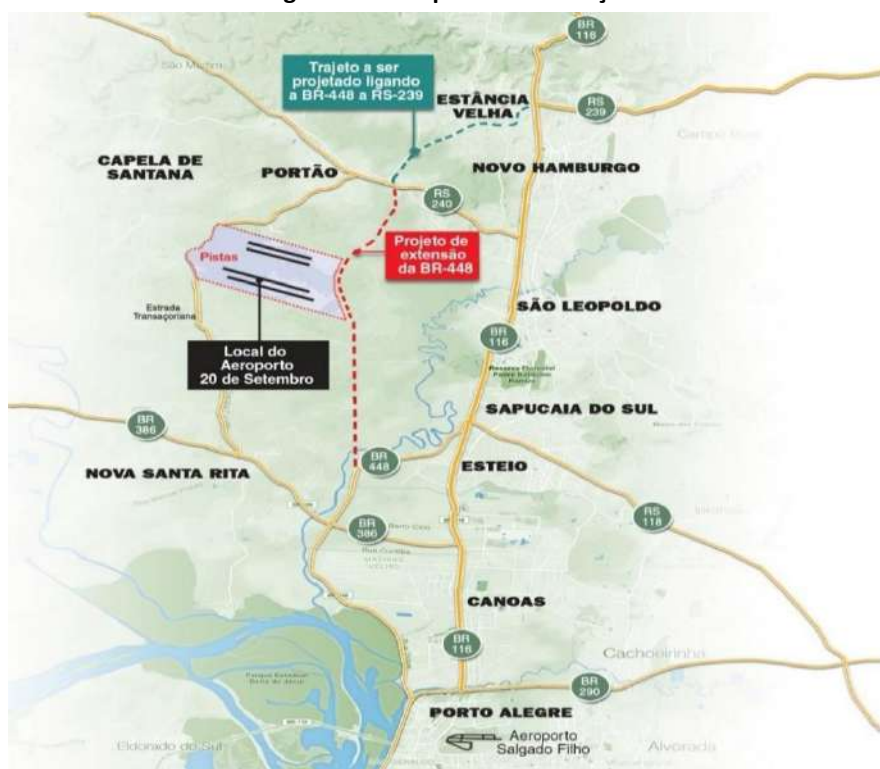 BR
116
São Martim
Trajeto a ser
projetado ligando
a BR-448 a RS-239
ESTÂNCIA
VELHA
RS
239
CAPELA DE
SANTANA
PORTÃO
NOVO HAMBURGO
RS
240
Pistas
Projeto de
extensão
da BR-448
Estrada
Transaçoriana
SÃO LEOPOLDO
BR
116
Local do
Aeroporto
20 de Setembro
SAPUCAIA DO SUL
BR
386
BR
448
NOVA SANTA RITA
ESTEIO
RS
118
BR
386
CANOAS
BR
116
Cachoeirinha
BR
290
PORTO ALEGRE
Eldorado do Sul
Aeroporto
Salgado Filho
Alvorada